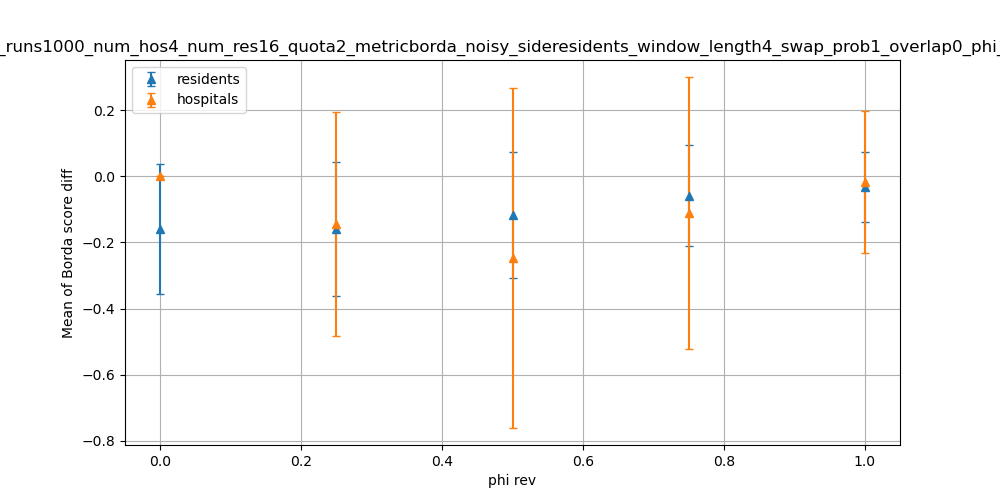 _runs1000_num_hos4_num_res16_quota2_metricborda_noisy_sideresidents_window_length4_swap_prob1_overlap0_phi_
residents
hospitals
0.2
0.0
−0.2
−0.4
−0.6
−0.8
Mean of Borda score diff
0.0 0.2 0.4 0.6 0.8 1.0
phi rev